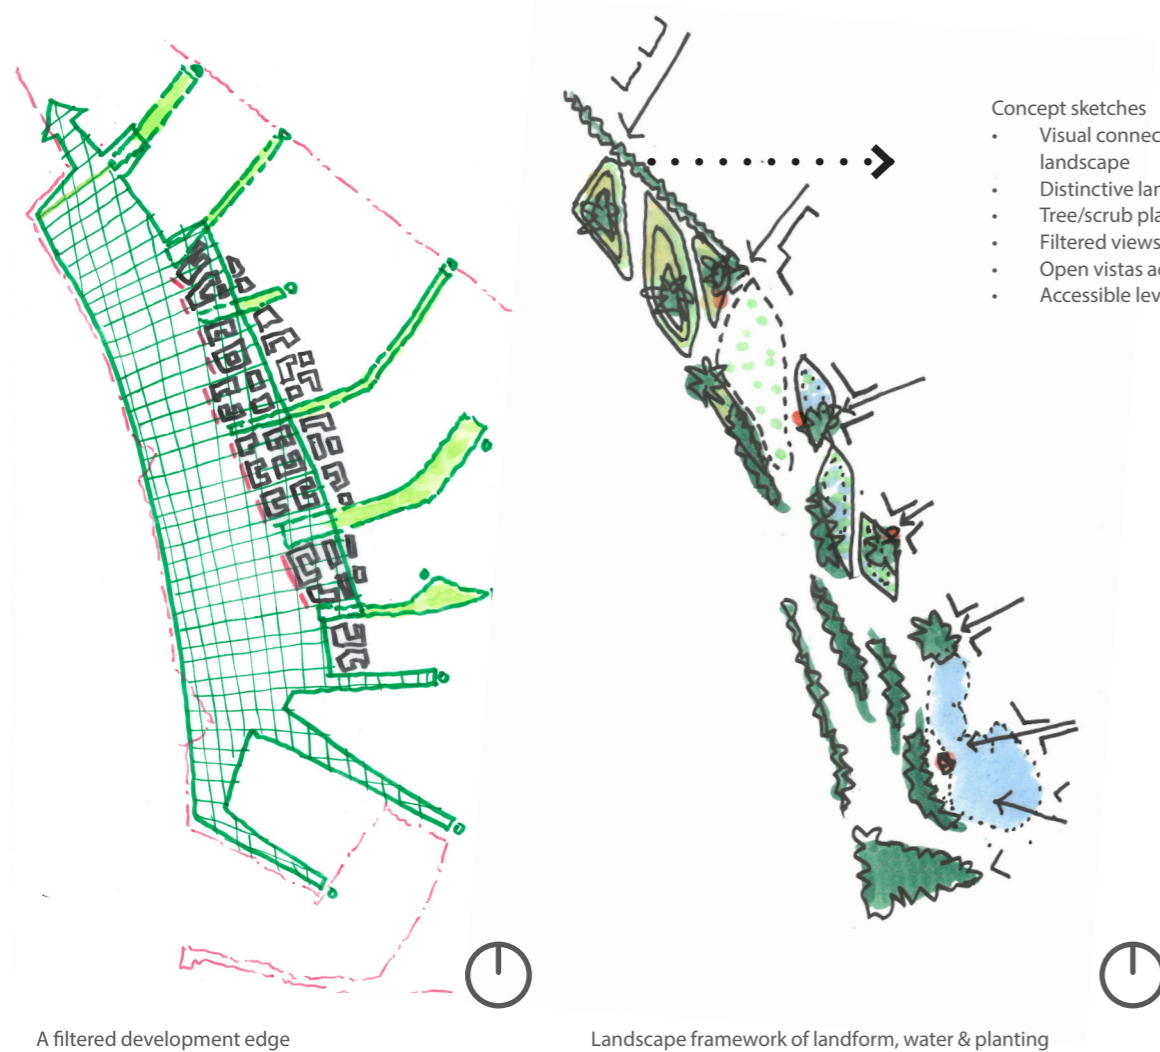 Concept sketches
• Visual connec
landscape
• Distinctive lan
• Tree/scrub pla
• Filtered views
• Open vistas a
• Accessible lev
A filtered development edge
Landscape framework of landform, water & planting